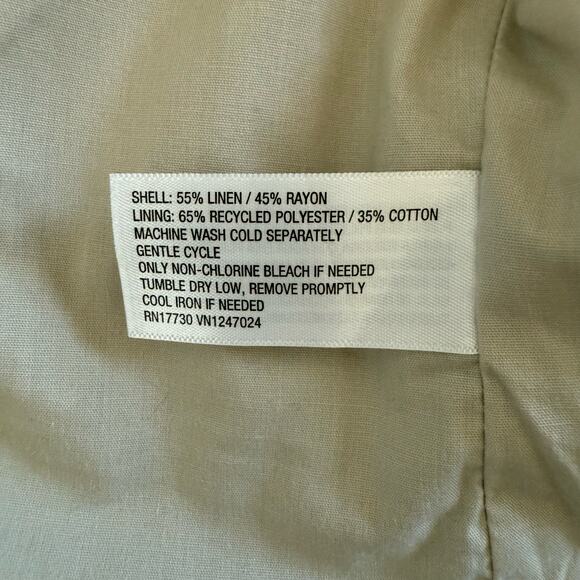 SHELL: 55% LINEN / 45% RAYON
LINING: 65% RECYCLED POLYESTER / 35% COTTON
MACHINE WASH COLD SEPARATELY
GENTLE CYCLE
ONLY NON-CHLORINE BLEACH IF NEEDED
TUMBLE DRY LOW, REMOVE PROMPTLY
COOL IRON IF NEEDED
RN17730 VN1247024